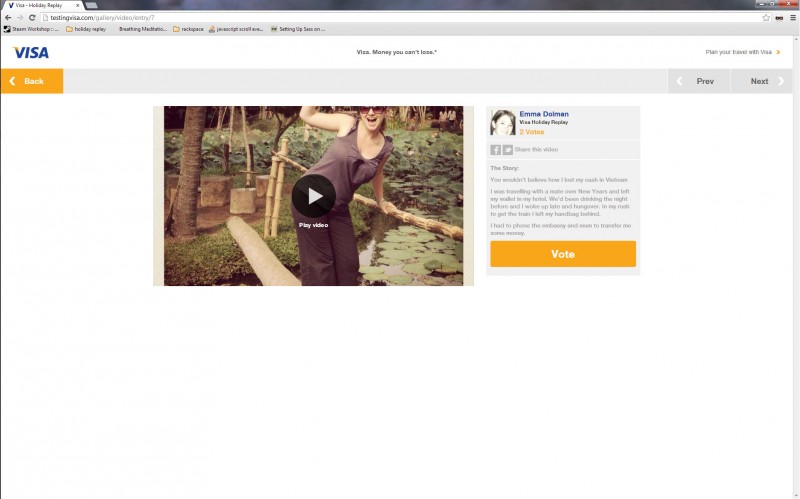 Visa - Holiday Replay
testingvisa.com/gallery/video/entry/7
Steam Workshop :: ...
holiday replay
Breathing Meditatio...
rackspace
javascript scroll eve...
Setting Up Sass on ...
VISA
Visa. Money you can't lose.*
Plan your travel with Visa
Back
Prev
Next
Play video
Emma Dolman
Visa Holiday Replay
2 Votes
Share this video
The Story:
You wouldn't believe how I lost my cash in Vietnam
I was travelling with a mate over New Years and left
my wallet in my hotel. We'd been drinking the night
before and I woke up late and hungover. In my rush
to get the train I left my handbag behind.
I had to phone the embassy and mum to transfer me
some money.
Vote